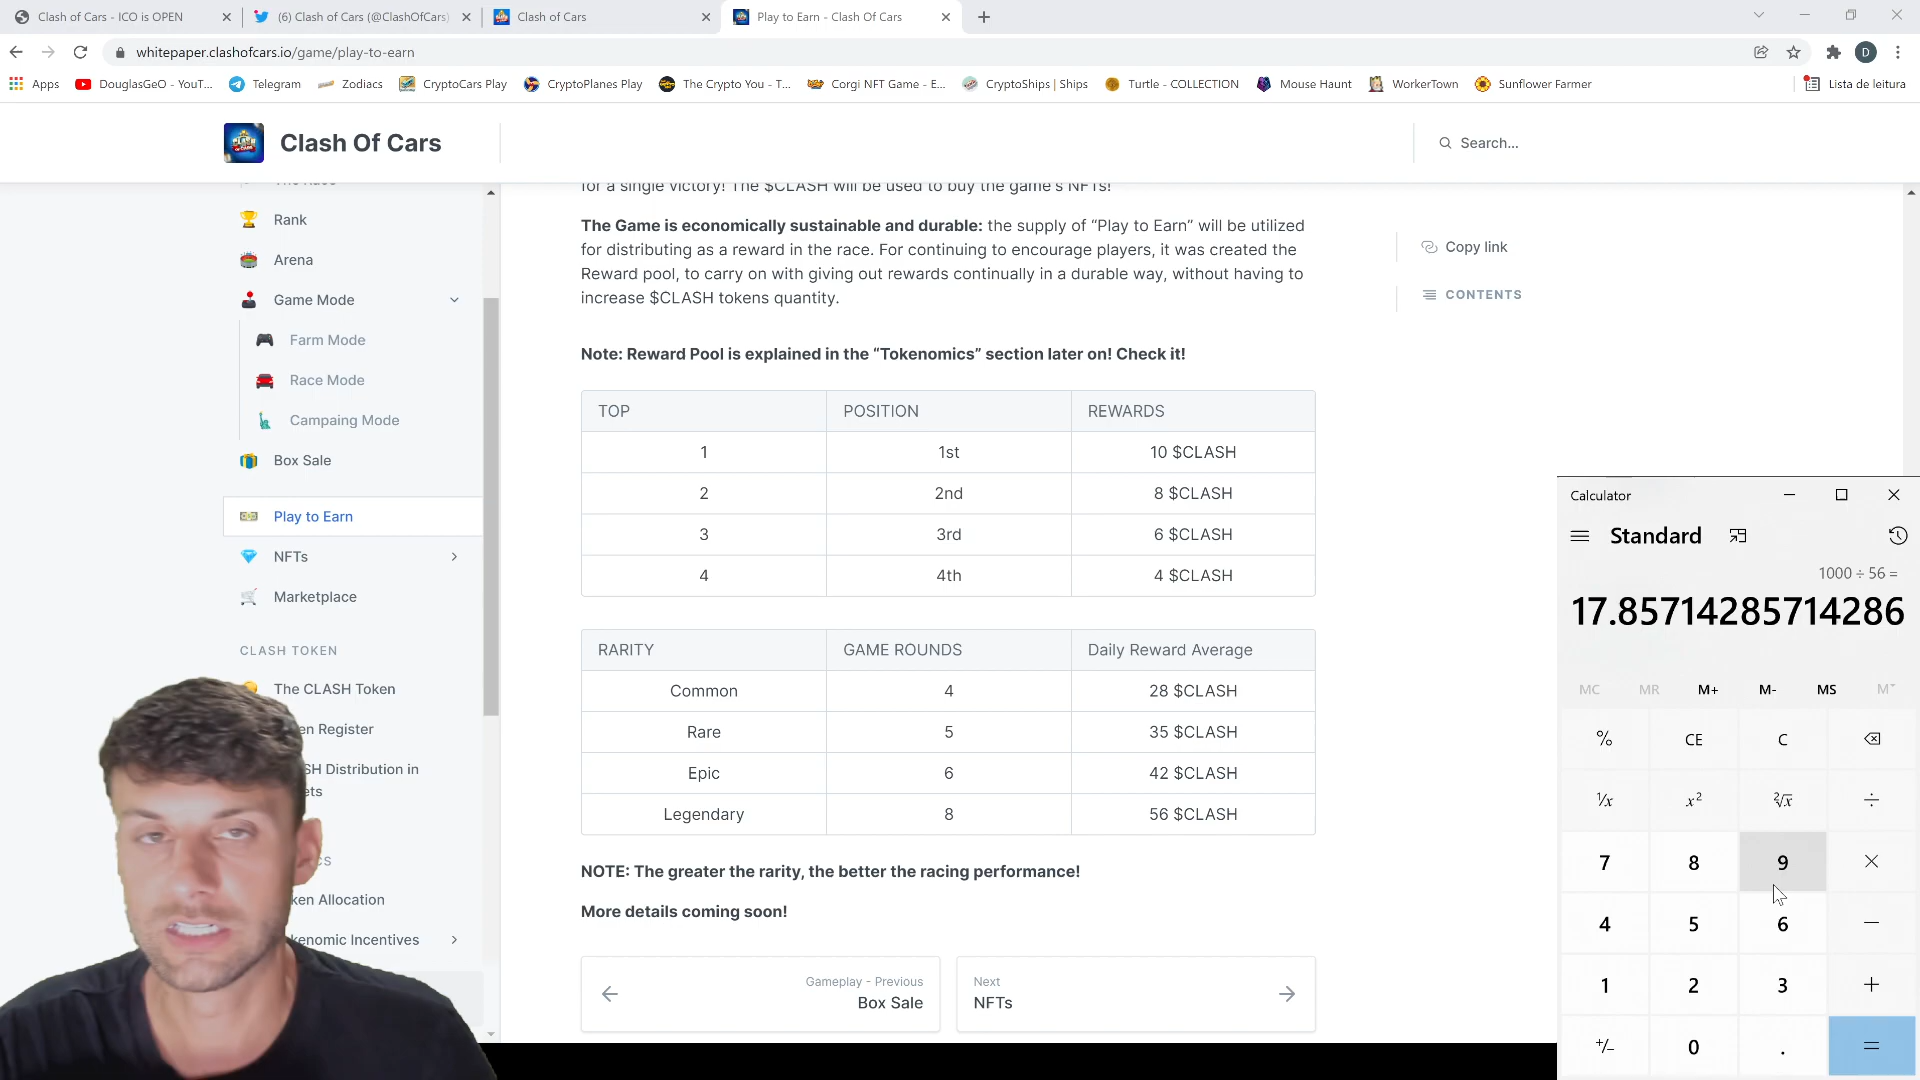 Clash of Cars - ICO is OPEN
(6) Clash of Cars (@ClashOfCars)
Clash of Cars
Play to Earn - Clash Of Cars
whitepaper.clashofcars.io/game/play-to-earn
D
Apps
DouglasGeO - YouT...
Telegram
Zodiacs
CryptoCars Play
CryptoPlanes Play
The Crypto You - T...
Corgi NFT Game - E...
CryptoShips | Ships
Turtle - COLLECTION
Mouse Haunt
WorkerTown
Sunflower Farmer
Lista de leitura
Clash Of Cars
Search...
The Race
Rank
Arena
Game Mode
Farm Mode
Race Mode
Campaing Mode
Box Sale
Play to Earn
NFTs
Marketplace
CLASH TOKEN
The CLASH Token
en Register
SH Distribution in
ets
cs
ken Allocation
kenomic Incentives
for a single victory! The $CLASH will be used to buy the game's NFTs!
The Game is economically sustainable and durable: the supply of “Play to Earn” will be utilized
for distributing as a reward in the race. For continuing to encourage players, it was created the
Reward pool, to carry on with giving out rewards continually in a durable way, without having to
increase $CLASH tokens quantity.
Note: Reward Pool is explained in the “Tokenomics” section later on! Check it!
TOP POSITION REWARDS
1 1st 10 $CLASH
2 2nd 8 $CLASH
3 3rd 6 $CLASH
4 4th 4 $CLASH
RARITY GAME ROUNDS Daily Reward Average
Common 4 28 $CLASH
Rare 5 35 $CLASH
Epic 6 42 $CLASH
Legendary 8 56 $CLASH
NOTE: The greater the rarity, the better the racing performance!
More details coming soon!
Gameplay - Previous
Box Sale
Next
NFTs
Copy link
CONTENTS
Calculator
Standard
1000 ÷ 56 =
17.857142857142​86
MC MR M+ M- MS M˅
% CE C
¹/x x² ²√x ÷
7 8 9 ×
4 5 6 −
1 2 3 +
+/− 0 . =